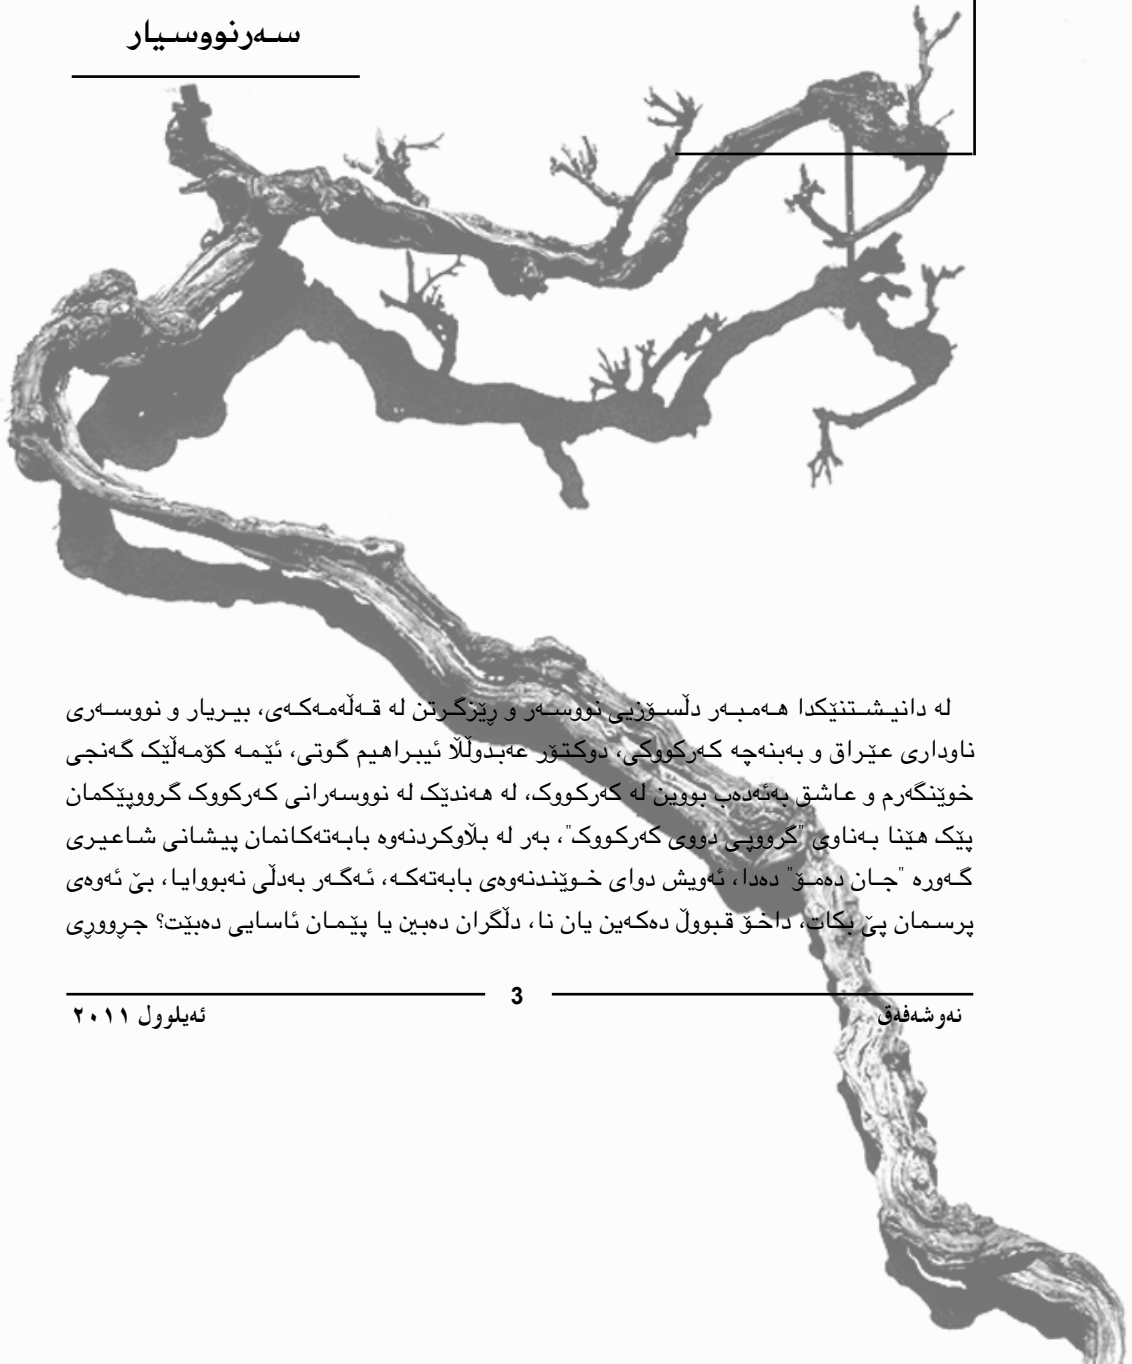 سەرنووسیار
لە دانیشتنێکدا هەمبەر دڵسۆزیی نووسەر و ڕێزگرتن لە قەڵەمەکەی، بیریار و نووسەری
ناوداری عێراق و بەبنەچە کەرکووکی، دوکتۆر عەبدوڵڵا ئیبراهیم گوتی، ئێمە کۆمەڵێک گەنجی
خوێنگەرم و عاشق بەئەدەب بووین لە کەرکووک، لە هەندێک لە نووسەرانی کەرکووک گرووپێکمان
پێک هێنا بەناوی "گرووپی دووی کەرکووک"، بەر لە بڵاوکردنەوە بابەتەکانمان پیشانی شاعیری
گەورە "جان دەمۆ" دەدا، ئەویش دوای خوێندنەوەی بابەتەکە، ئەگەر بەدڵی نەبووایا، بێ ئەوەی
پرسمان پێ بکات، داخۆ قبووڵ دەکەین یان نا، دڵگران دەبین یا پێمان ئاسایی دەبێت؟ جڕووڕی
3
نەوشەفەق
ئەیلوول ٢٠١١